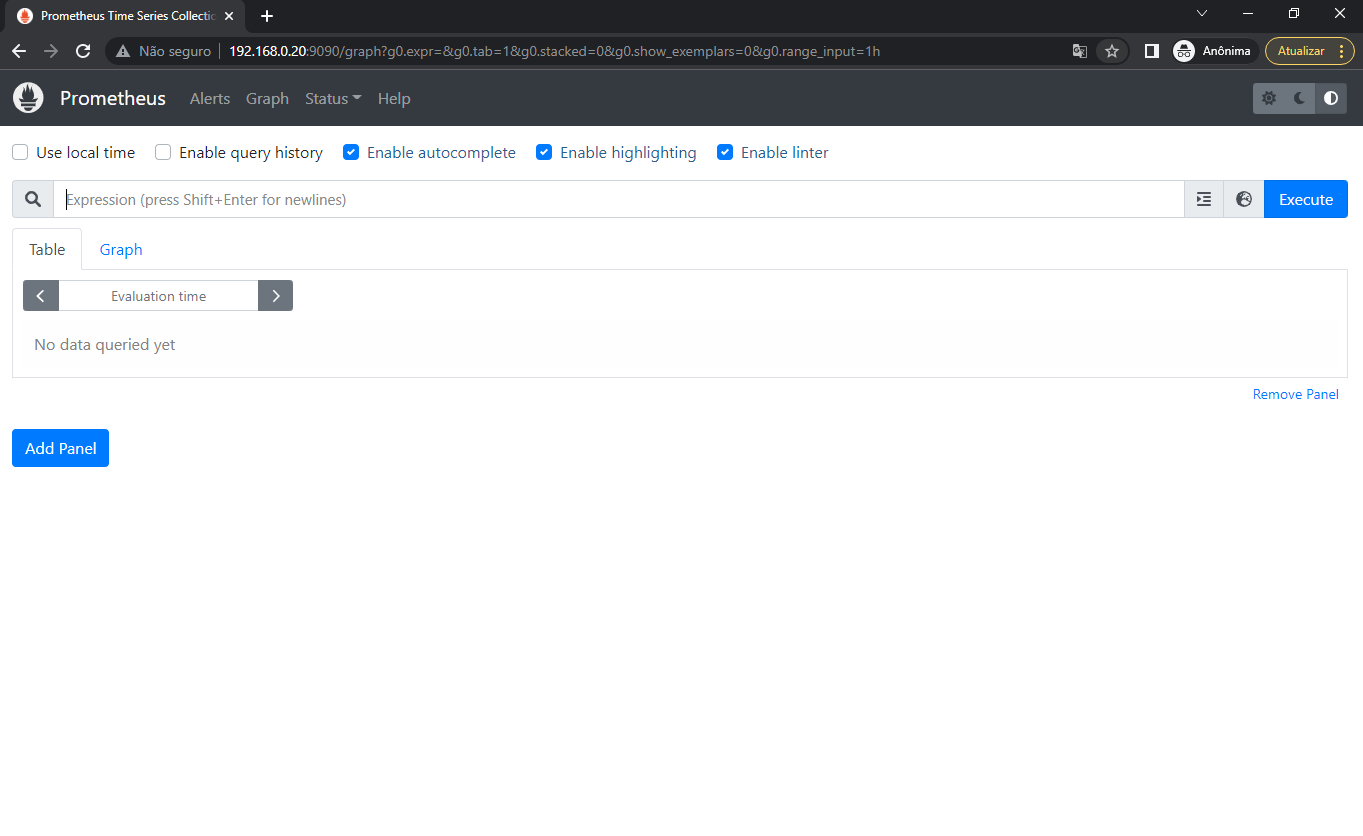 Prometheus Time Series Collectio
Não seguro 192.168.0.20:9090/graph?g0.expr=&g0.tab=1&g0.stacked=0&g0.show_exemplars=0&g0.range_input=1h Anônima Atualizar
Prometheus Alerts Graph Status Help
Use local time Enable query history Enable autocomplete Enable highlighting Enable linter
Expression (press Shift+Enter for newlines) Execute
Table Graph
Evaluation time
No data queried yet
Remove Panel
Add Panel